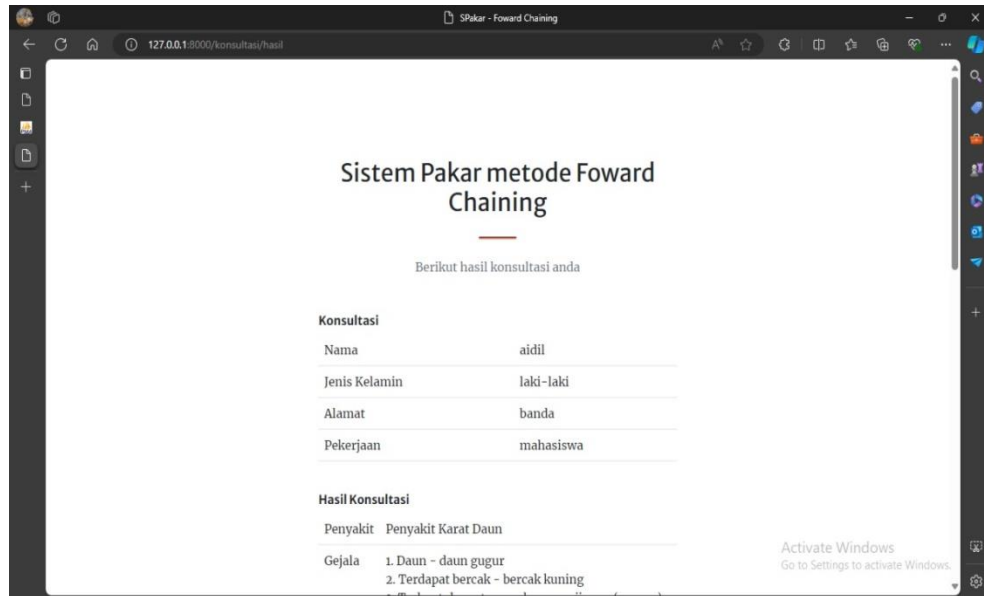 SPakar - Foward Chaining
127.0.0.1:8000/konsultasi/hasil
Sistem Pakar metode Foward
Chaining
Berikut hasil konsultasi anda
Konsultasi
Nama aidil
Jenis Kelamin laki-laki
Alamat banda
Pekerjaan mahasiswa
Hasil Konsultasi
Penyakit Penyakit Karat Daun
Gejala 1. Daun - daun gugur
2. Terdapat bercak - bercak kuning
Activate Windows
Go to Settings to activate Windows.